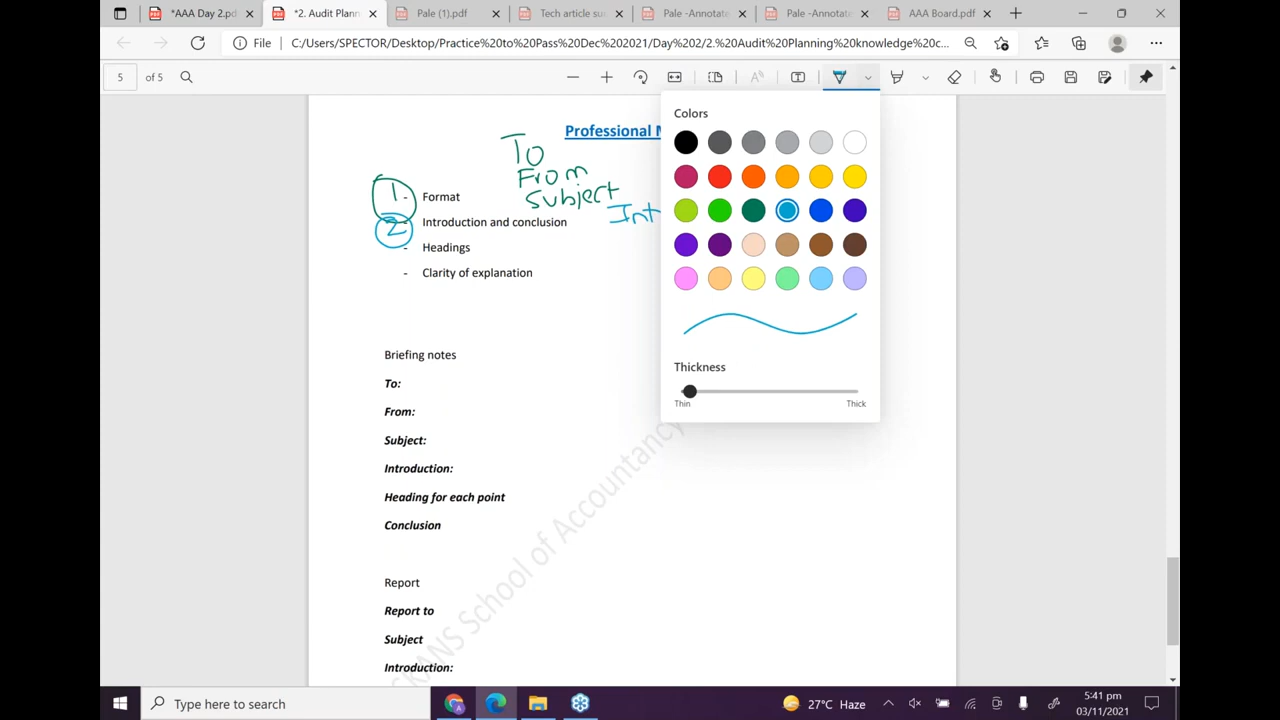 *AAA Day 2.pd
*2. Audit Plann
Pale (1).pdf
Tech article su
Pale -Annotate
Pale -Annotate
AAA Board.pdf
File
C:/Users/SPECTOR/Desktop/Practice%20to%20Pass%20Dec%202021/Day%202/2.%20Audit%20Planning%20knowledge%20c...
5
of 5
Professional M
To
From
Subject
Int
1
- Format
2
Introduction and conclusion
- Headings
- Clarity of explanation
Colors
Thickness
Thin
Thick
Briefing notes
To:
From:
Subject:
Introduction:
Heading for each point
Conclusion
Report
Report to
Subject
Introduction:
SKANS School of Accountancy
Type here to search
27°C Haze
5:41 pm
03/11/2021